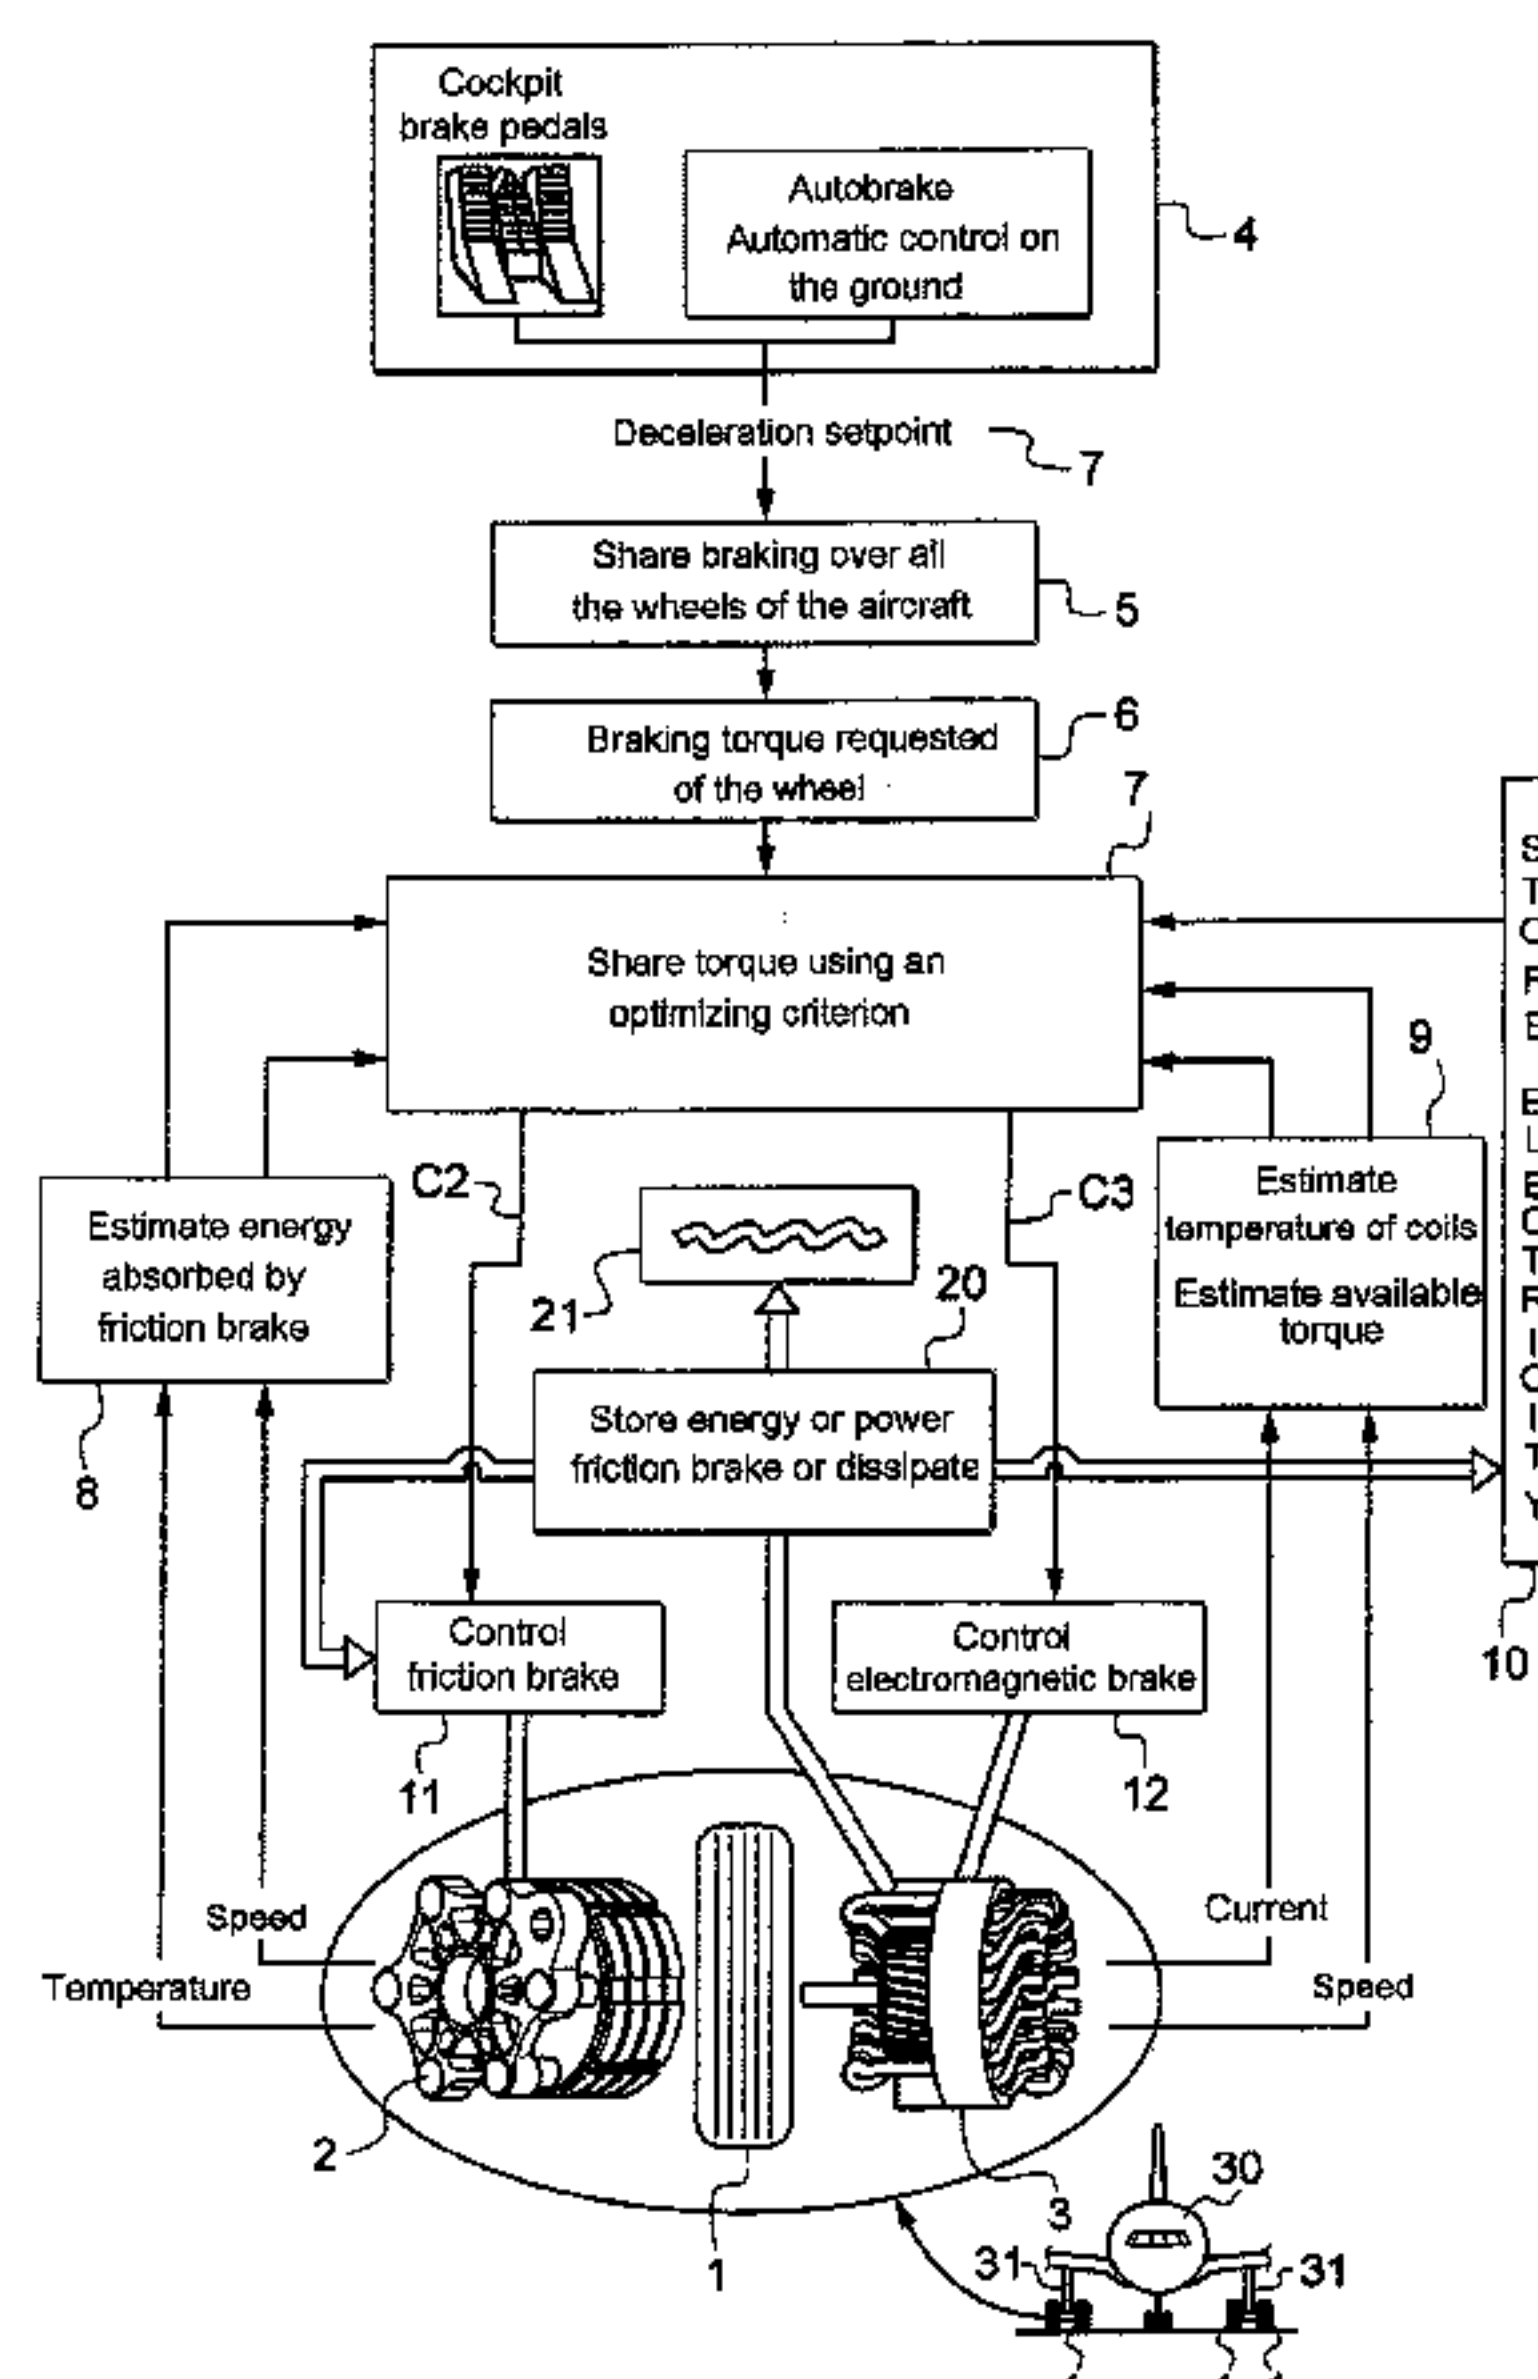 Cockpit
brake pedals
Autobrake
Automatic control on
the ground
4
Deceleration setpoint
7
Share braking over all
the wheels of the aircraft
5
Braking torque requested
of the wheel
6
7
Share torque using an
optimizing criterion
S
T
O
R
E
E
L
E
C
T
R
I
C
I
T
Y
10
9
Estimate
temperature of coils
Estimate available
torque
Estimate energy
absorbed by
friction brake
8
C2
C3
21
20
Store energy or power
friction brake or dissipate
Control
friction brake
11
Control
electromagnetic brake
12
Speed
Temperature
Current
Speed
2
1
3
30
31
31